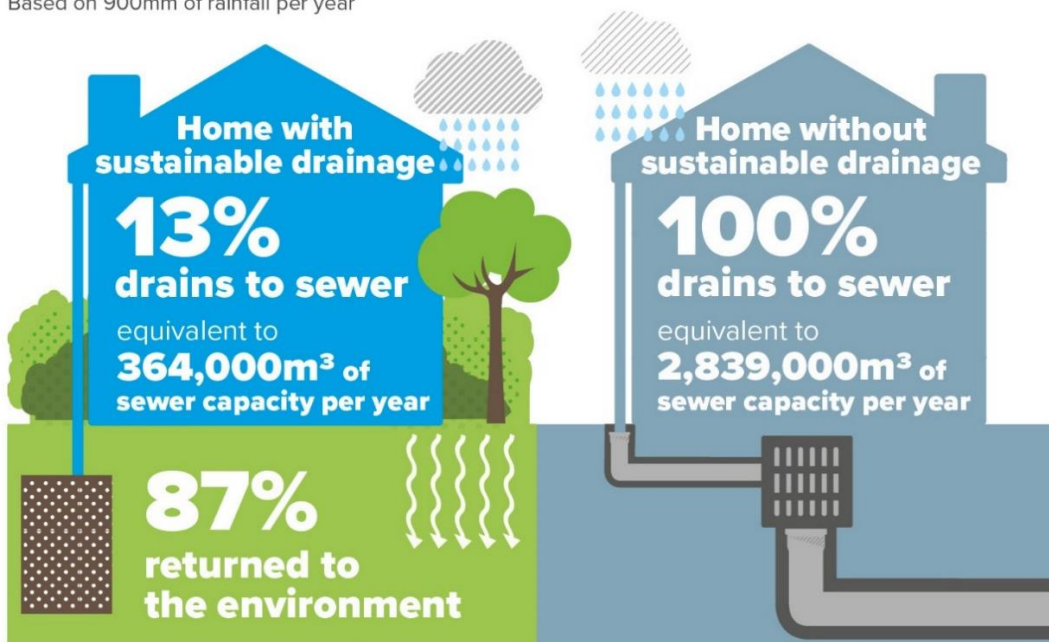 Based on 900mm of rainfall per year
Home with
sustainable drainage
13%
drains to sewer
equivalent to
364,000m³ of
sewer capacity per year
87%
returned to
the environment
Home without
sustainable drainage
100%
drains to sewer
equivalent to
2,839,000m³ of
sewer capacity per year